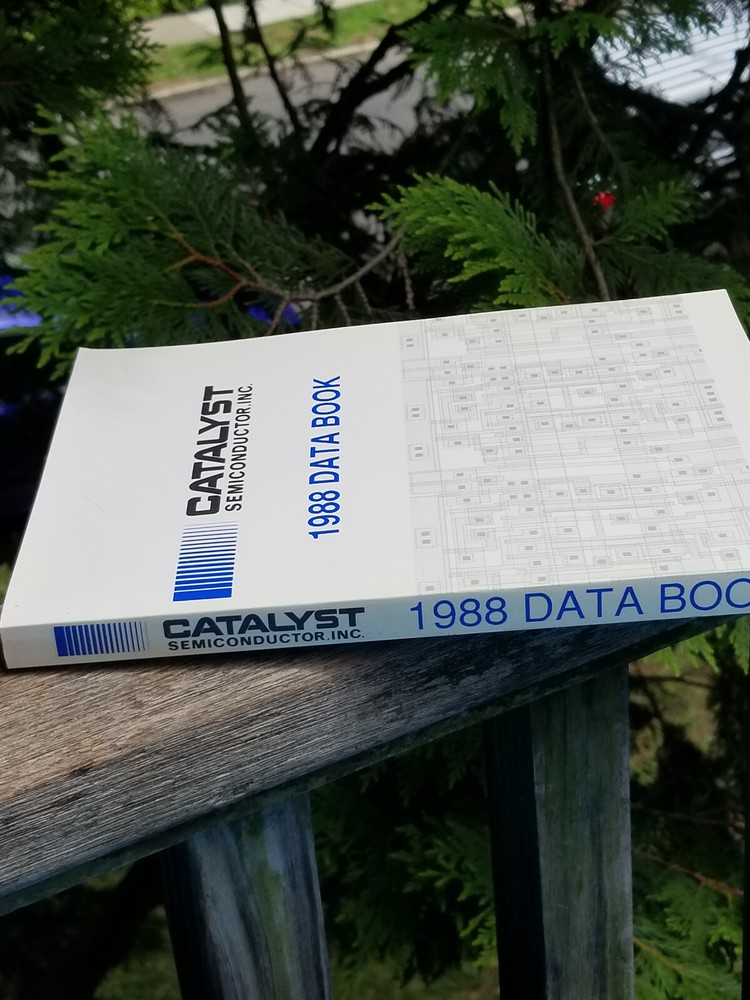 CATALYST
SEMICONDUCTOR.INC.
1988 DATA BOOK
CATALYST
SEMICONDUCTOR.INC.
1988 DATA BOO